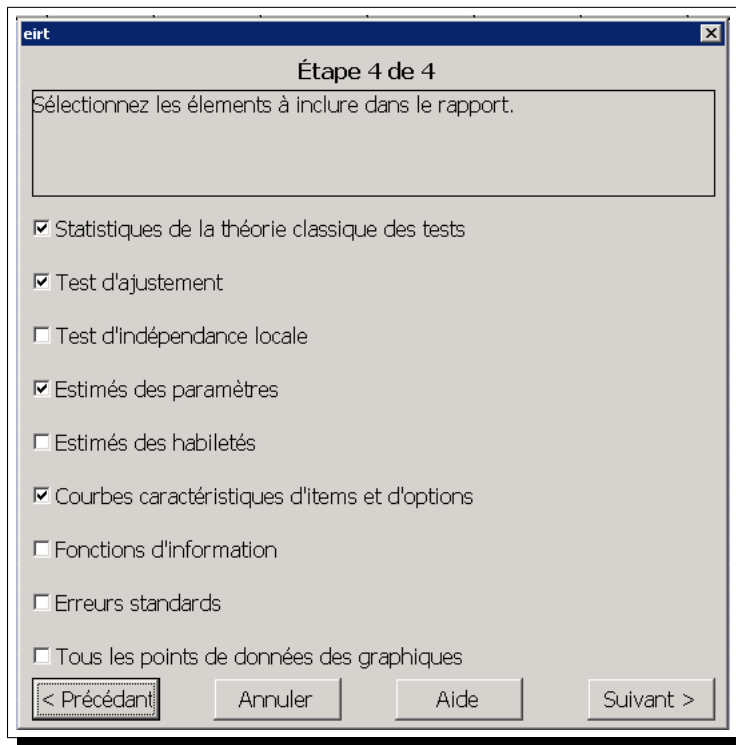 eirt
Étape 4 de 4
Sélectionnez les élements à inclure dans le rapport.
Statistiques de la théorie classique des tests
Test d'ajustement
Test d'indépendance locale
Estimés des paramètres
Estimés des habiletés
Courbes caractéristiques d'items et d'options
Fonctions d'information
Erreurs standards
Tous les points de données des graphiques
< Précédant Annuler Aide Suivant >